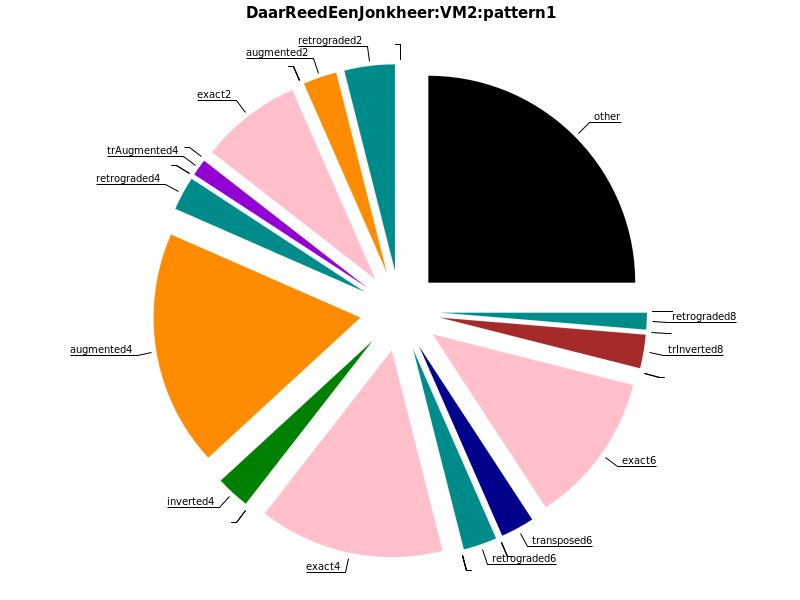 DaarReedEenJonkheer:VM2:pattern1
retrograded2
augmented2
exact2
other
trAugmented4
retrograded4
retrograded8
augmented4
trInverted8
exact6
inverted4
transposed6
retrograded6
exact4